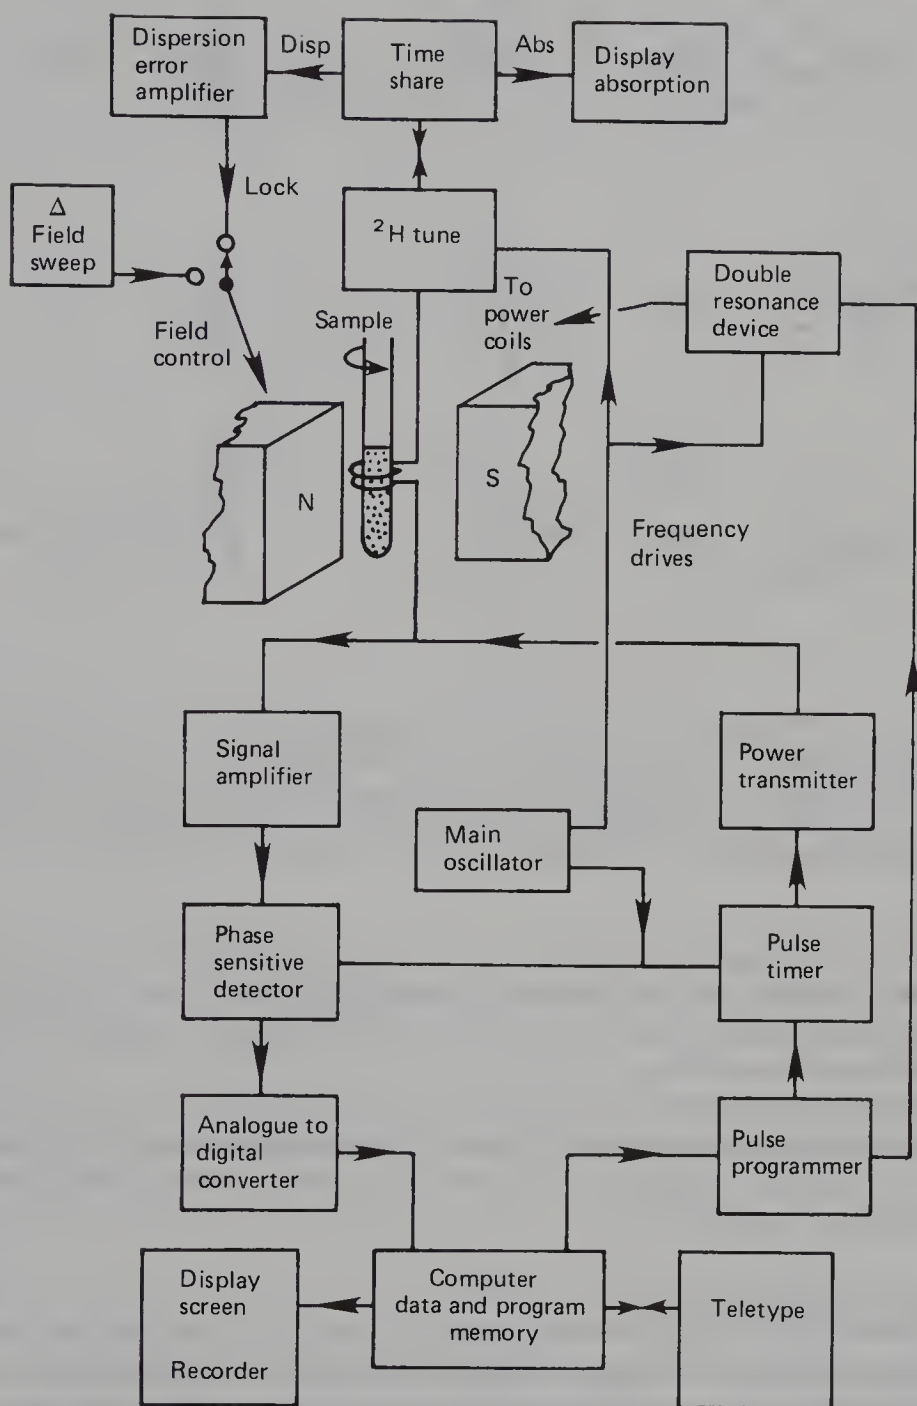 Dispersion
error
amplifier
Disp
Time
share
Abs
Display
absorption
Lock
Δ
Field
sweep
²H tune
Double
resonance
device
To
power
coils
Field
control
Sample
N
S
Frequency
drives
Signal
amplifier
Power
transmitter
Main
oscillator
Phase
sensitive
detector
Pulse
timer
Analogue to
digital
converter
Pulse
programmer
Display
screen
Recorder
Computer
data and program
memory
Teletype